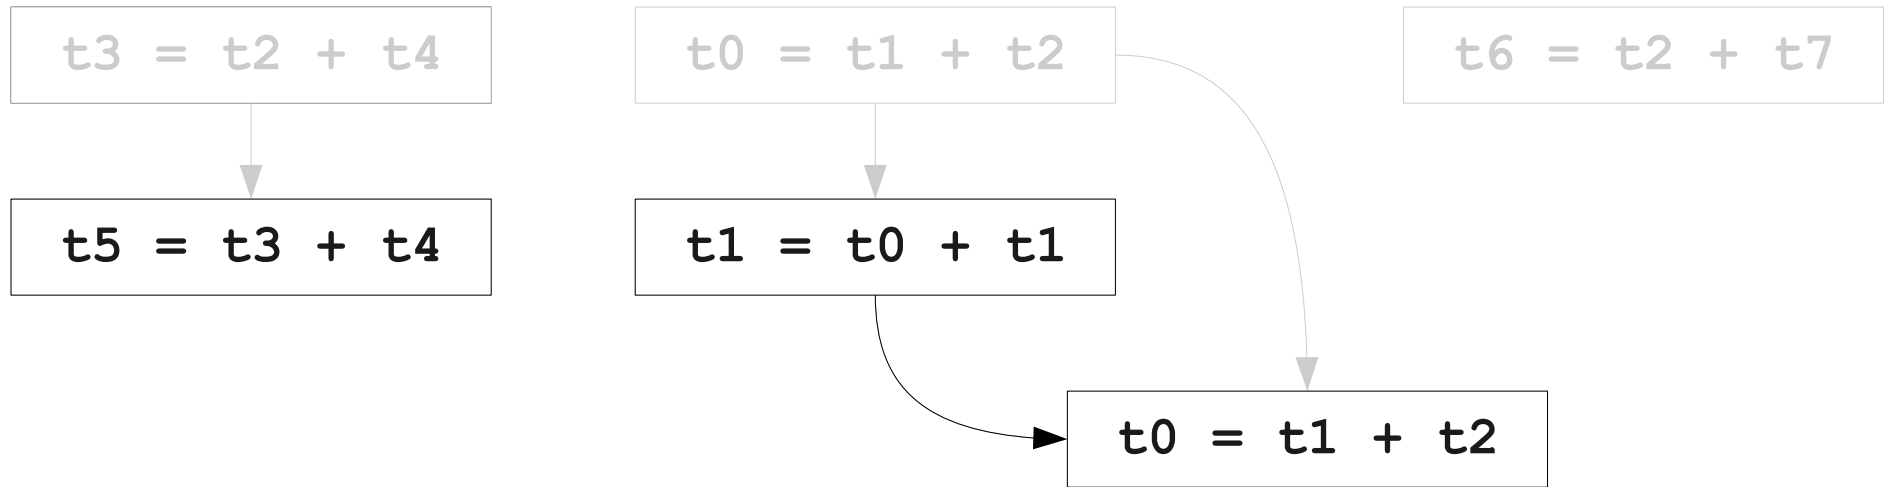 t3 = t2 + t4
t0 = t1 + t2
t6 = t2 + t7
t5 = t3 + t4
t1 = t0 + t1
t0 = t1 + t2